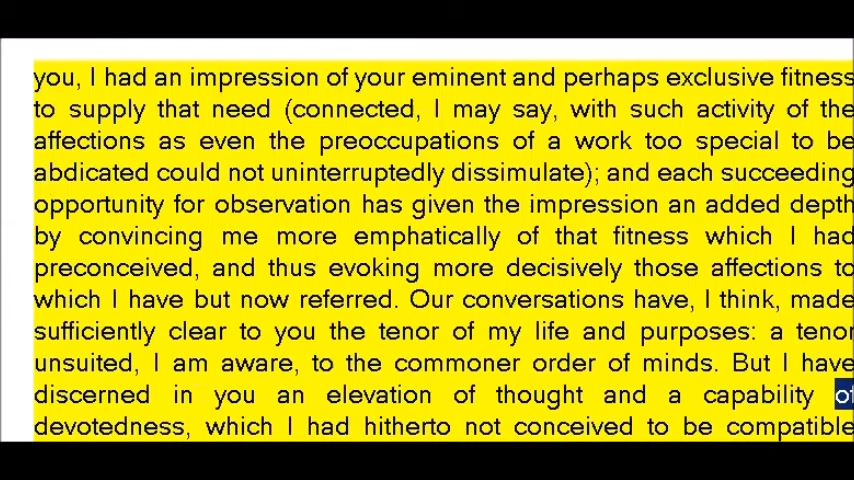 you, I had an impression of your eminent and perhaps exclusive fitness
to supply that need (connected, I may say, with such activity of the
affections as even the preoccupations of a work too special to be
abdicated could not uninterruptedly dissimulate); and each succeeding
opportunity for observation has given the impression an added depth
by convincing me more emphatically of that fitness which I had
preconceived, and thus evoking more decisively those affections to
which I have but now referred. Our conversations have, I think, made
sufficiently clear to you the tenor of my life and purposes: a tenor
unsuited, I am aware, to the commoner order of minds. But I have
discerned in you an elevation of thought and a capability of
devotedness, which I had hitherto not conceived to be compatible